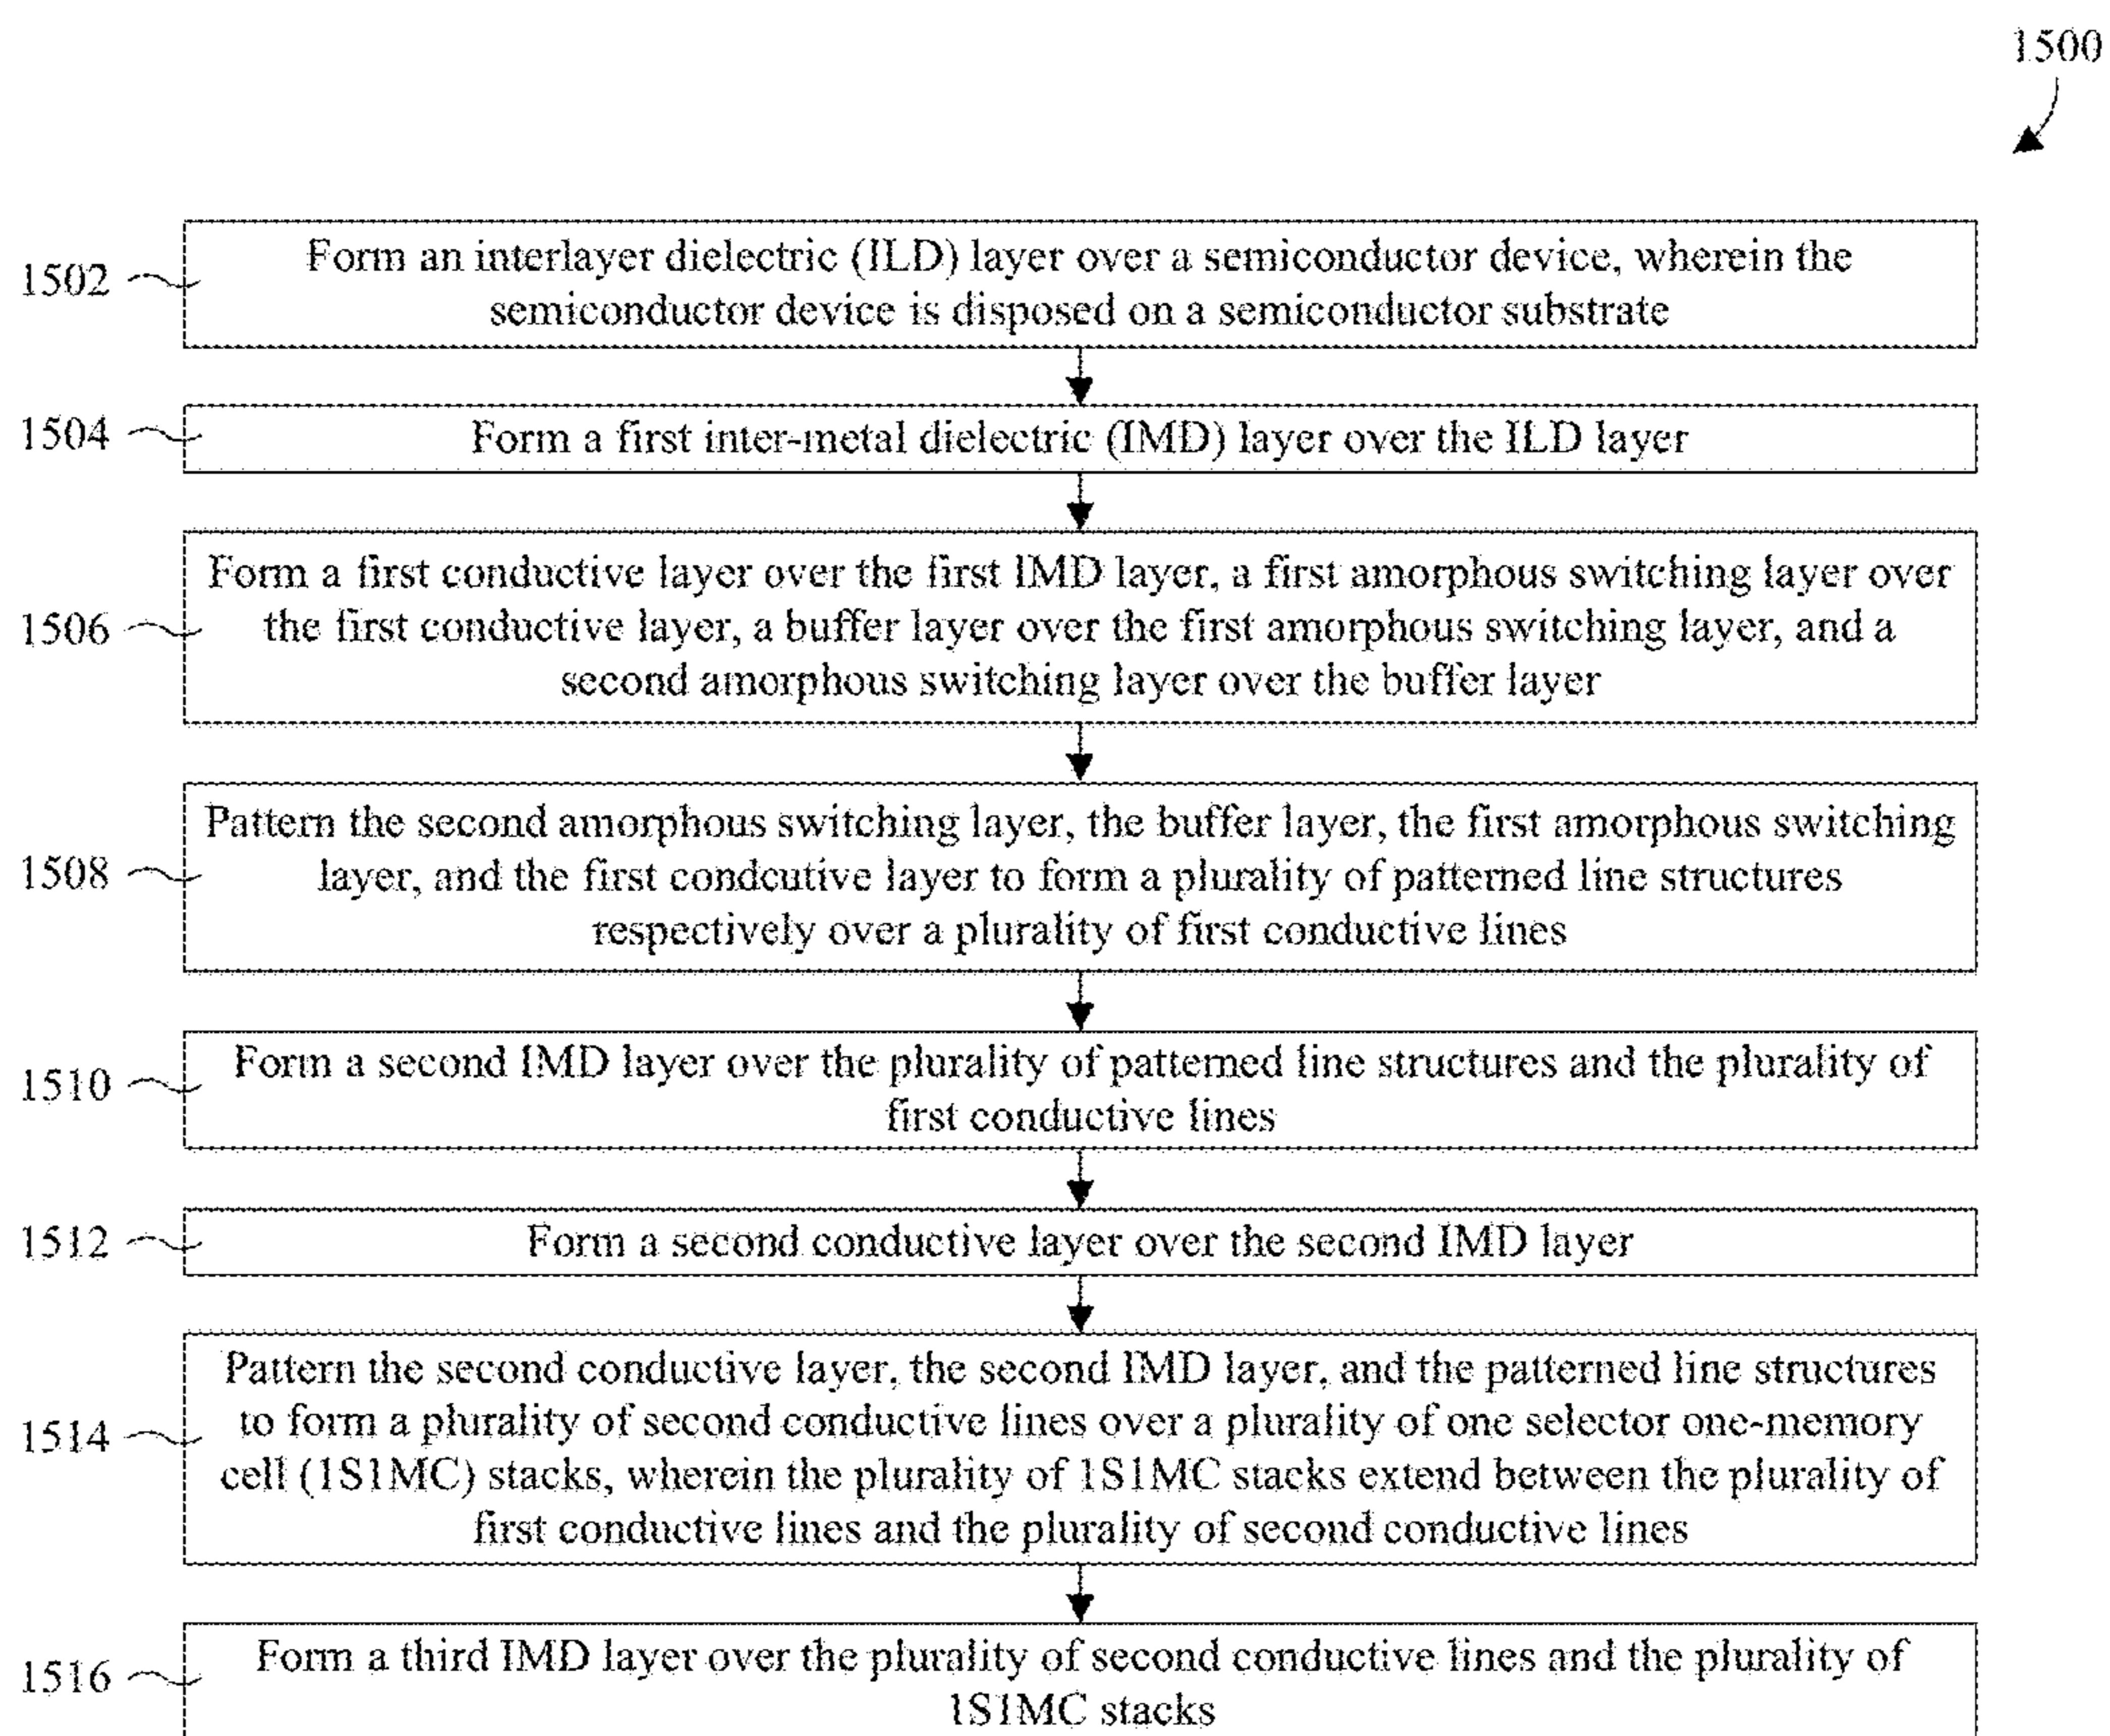 1500
1502
Form an interlayer dielectric (ILD) layer over a semiconductor device, wherein the
semiconductor device is disposed on a semiconductor substrate
1504
Form a first inter-metal dielectric (IMD) layer over the ILD layer
1506
Form a first conductive layer over the first IMD layer, a first amorphous switching layer over
the first conductive layer, a buffer layer over the first amorphous switching layer, and a
second amorphous switching layer over the buffer layer
1508
Pattern the second amorphous switching layer, the buffer layer, the first amorphous switching
layer, and the first condcutive layer to form a plurality of patterned line structures
respectively over a plurality of first conductive lines
1510
Form a second IMD layer over the plurality of patterned line structures and the plurality of
first conductive lines
1512
Form a second conductive layer over the second IMD layer
1514
Pattern the second conductive layer, the second IMD layer, and the patterned line structures
to form a plurality of second conductive lines over a plurality of one selector one-memory
cell (1S1MC) stacks, wherein the plurality of 1S1MC stacks extend between the plurality of
first conductive lines and the plurality of second conductive lines
1516
Form a third IMD layer over the plurality of second conductive lines and the plurality of
1S1MC stacks